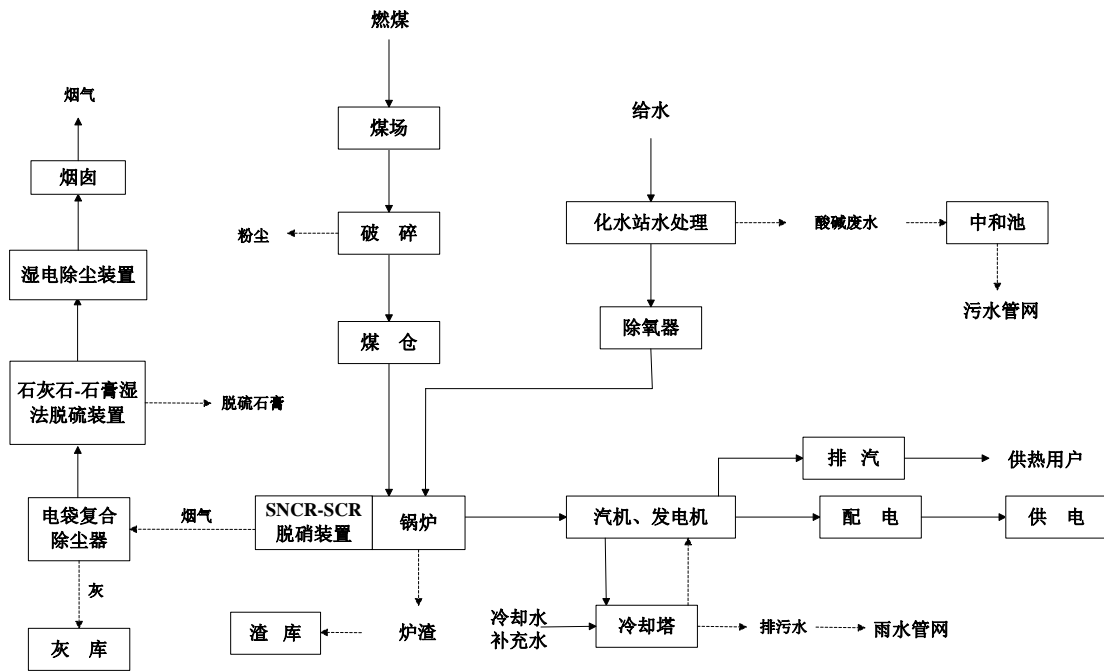 燃煤
烟气
煤场
给水
烟囱
化水站水处理
酸碱废水
中和池
粉尘
破 碎
湿电除尘装置
污水管网
煤 仓
除氧器
石灰石-石膏湿
法脱硫装置
脱硫石膏
排 汽
供热用户
电袋复合
除尘器
烟气
SNCR-SCR
脱硝装置
锅炉
汽机、发电机
配 电
供 电
灰
冷却水
补充水
冷却塔
排污水
雨水管网
渣 库
炉渣
灰 库